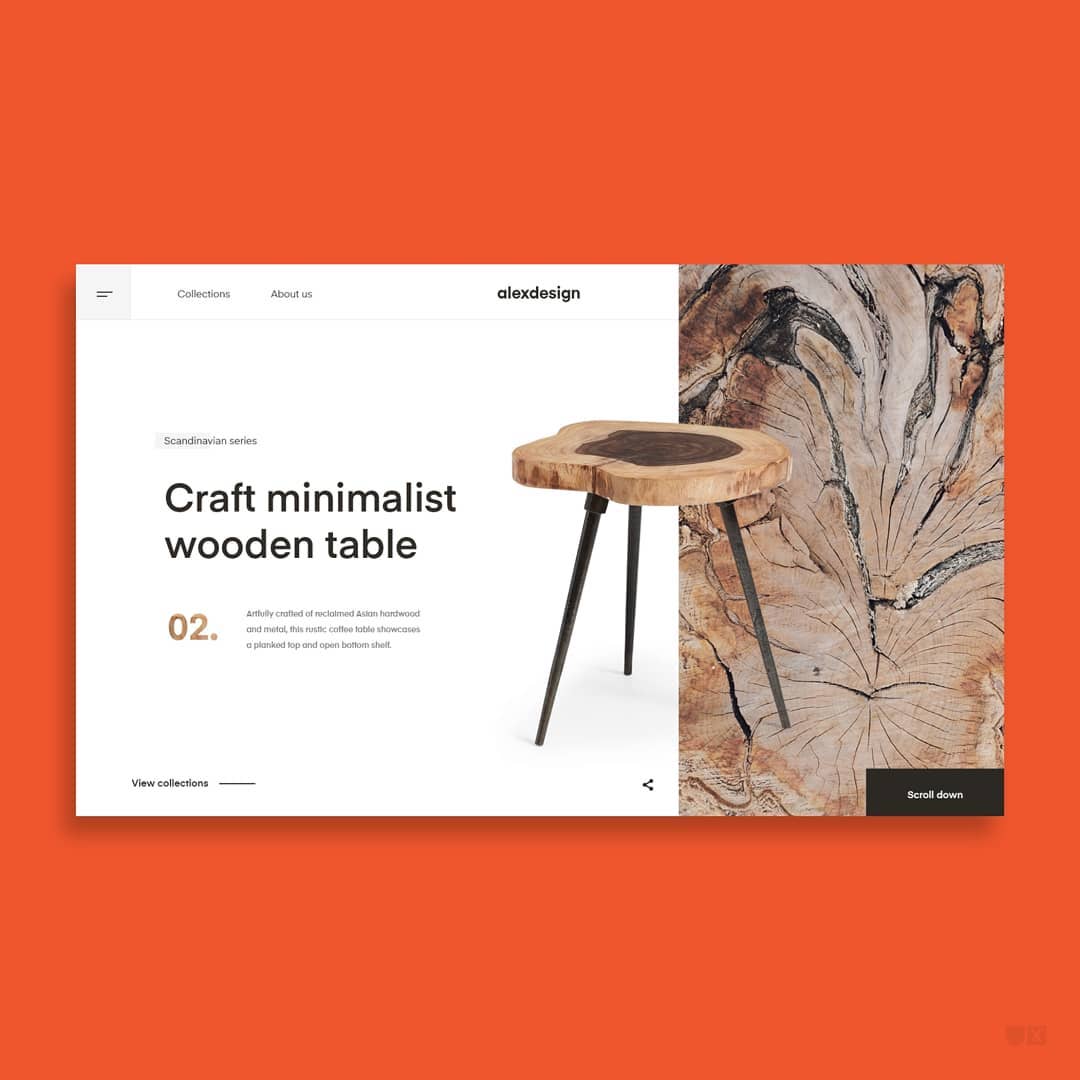 Collections
About us
alexdesign
Scandinavian series
Craft minimalist
wooden table
02.
Artfully crafted of reclaimed Asian hardwood
and metal, this rustic coffee table showcases
a planked top and open bottom shelf.
View collections
Scroll down